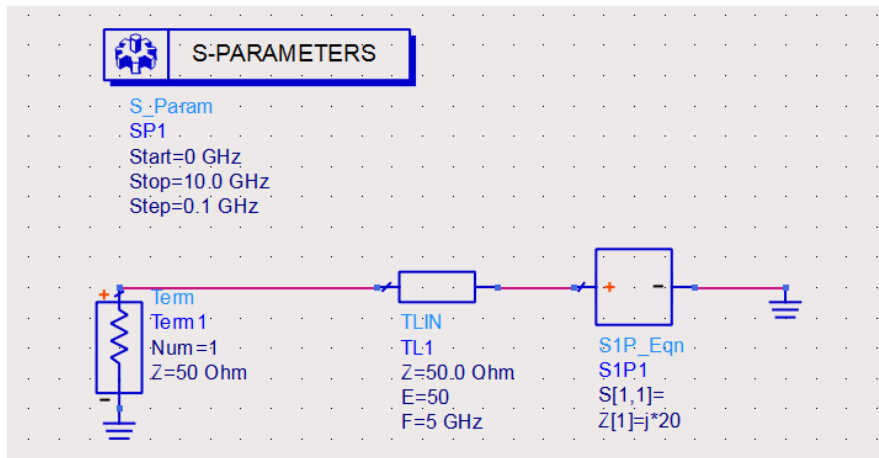 S-PARAMETERS
S_Param
SP1
Start=0 GHz
Stop=10.0 GHz
Step=0.1 GHz
+
Term
Term1
Num=1
Z=50 Ohm
-
TLIN
TL1
Z=50.0 Ohm
E=50
F=5 GHz
+ -
S1P_Eqn
S1P1
S[1,1]=
Z[1]=j*20